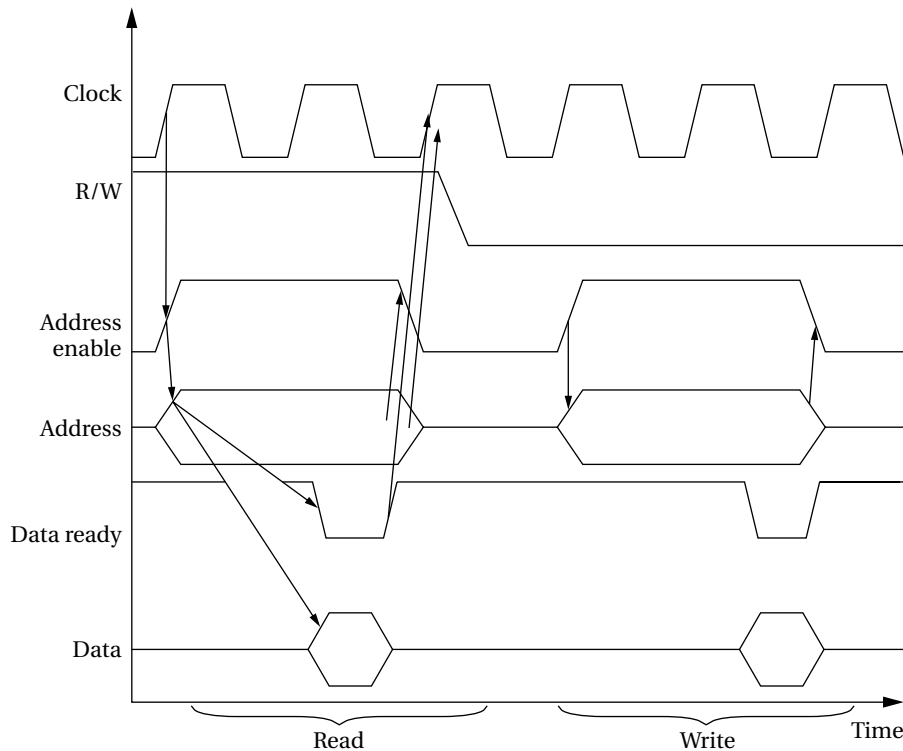 Clock
R/W
Address
enable
Address
Data ready
Data
Read
Write
Time